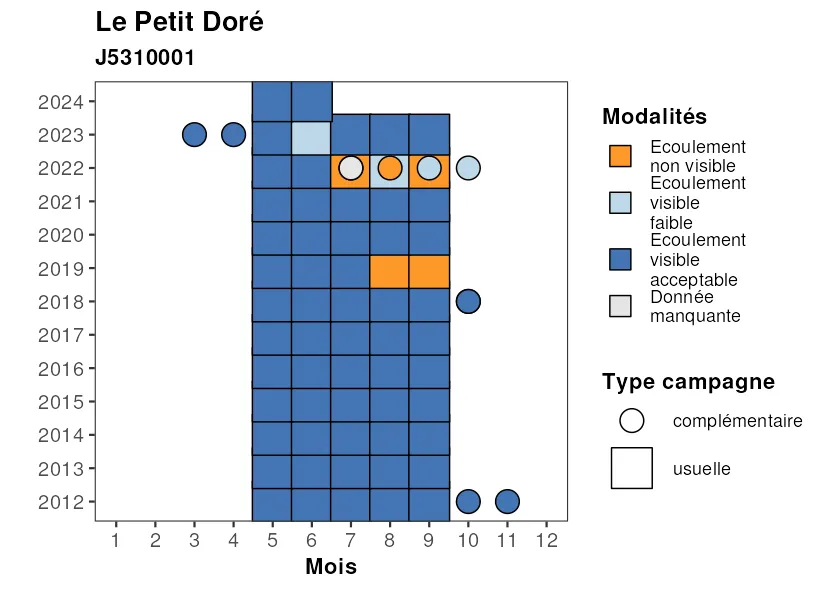 Le Petit Doré
J5310001
2024
2023
2022
2021
2020
2019
2018
2017
2016
2015
2014
2013
2012
1 2 3 4 5 6 7 8 9 10 11 12
Mois
Modalités
Ecoulement
non visible
Ecoulement
visible
faible
Ecoulement
visible
acceptable
Donnée
manquante
Type campagne
complémentaire
usuelle